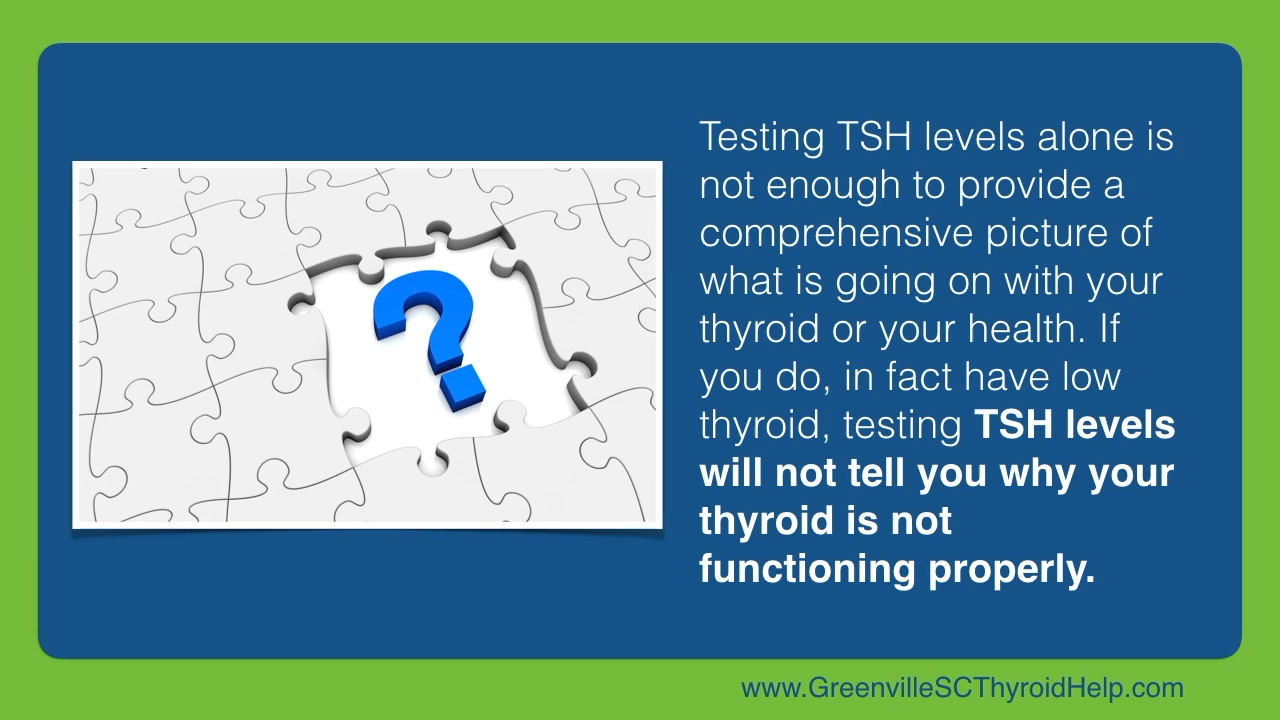 Testing TSH levels alone is
not enough to provide a
comprehensive picture of
what is going on with your
thyroid or your health. If
you do, in fact have low
thyroid, testing TSH levels
will not tell you why your
thyroid is not
functioning properly.
?
www.GreenvilleSCThyroidHelp.com